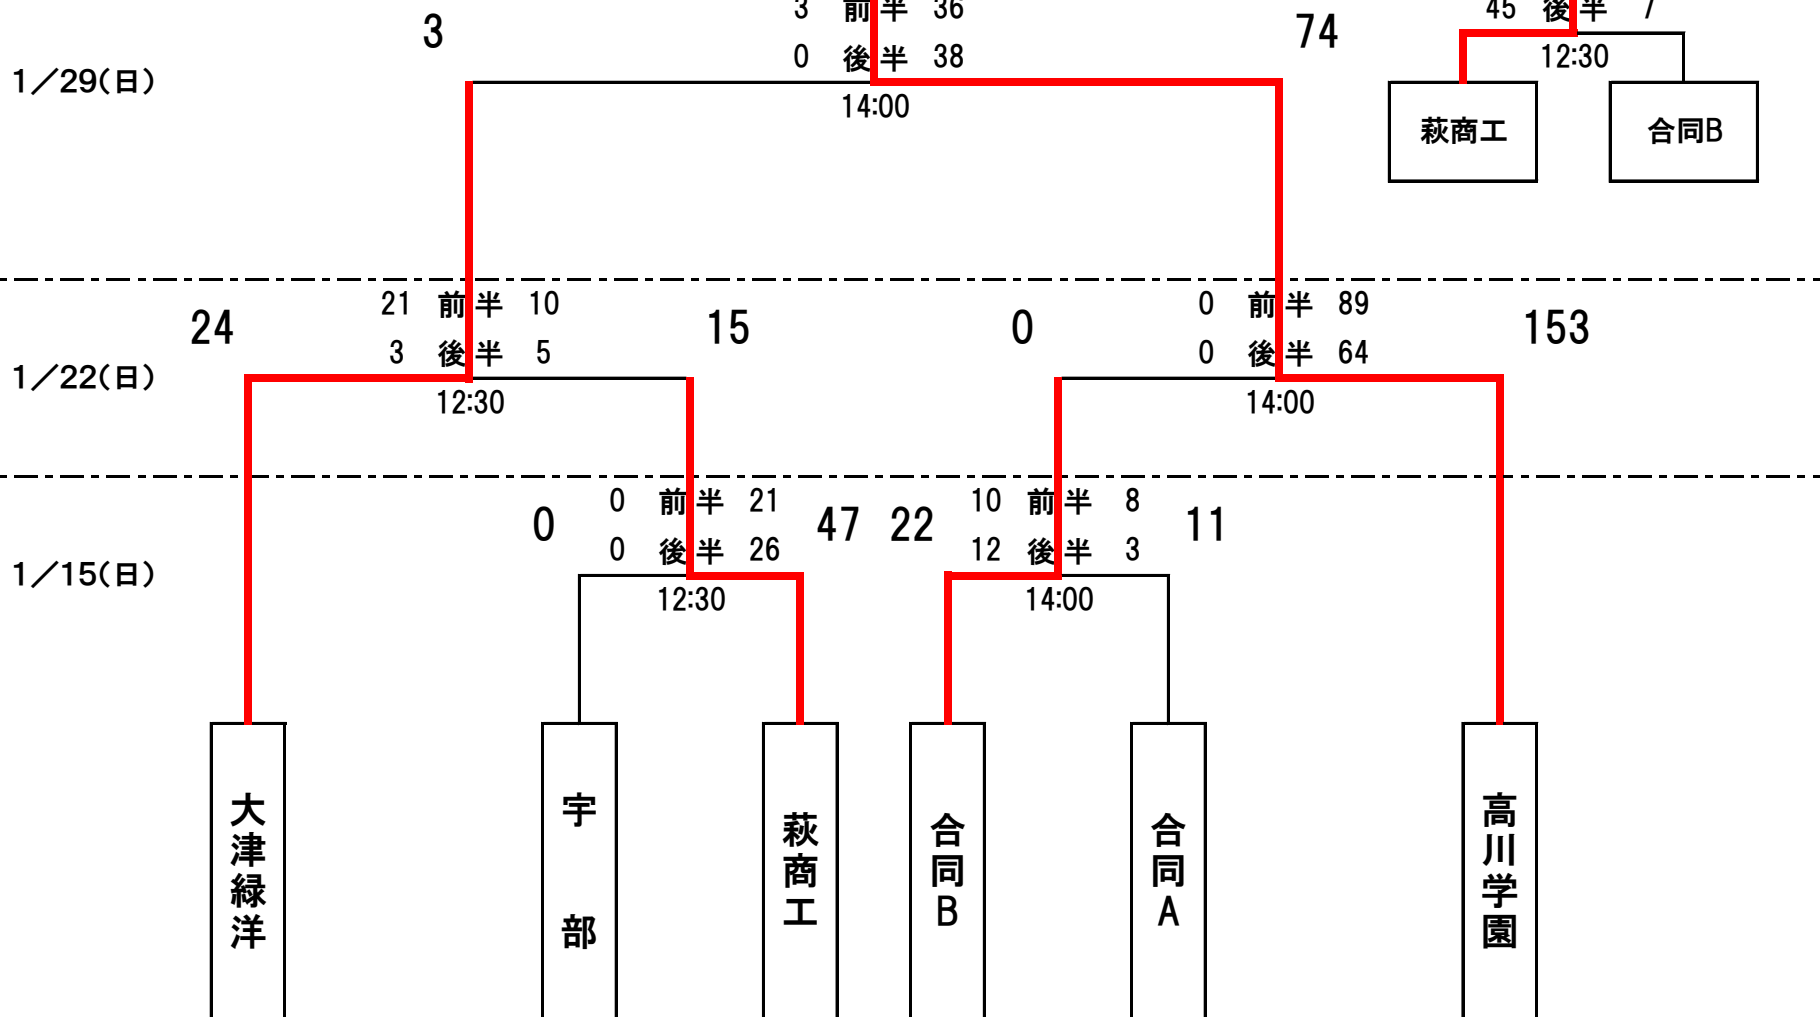 3 前半 36
45 後半 7
3
74
0 後半 38
12:30
1/29(日)
14:00
萩商工
合同B
21 前半 10
0 前半 89
24
15
0
153
3 後半 5
0 後半 64
1/22(日)
12:30
14:00
0 前半 21
10 前半 8
0
47
22
11
0 後半 26
12 後半 3
1/15(日)
12:30
14:00
大津緑洋
宇部
萩商工
合同B
合同A
高川学園